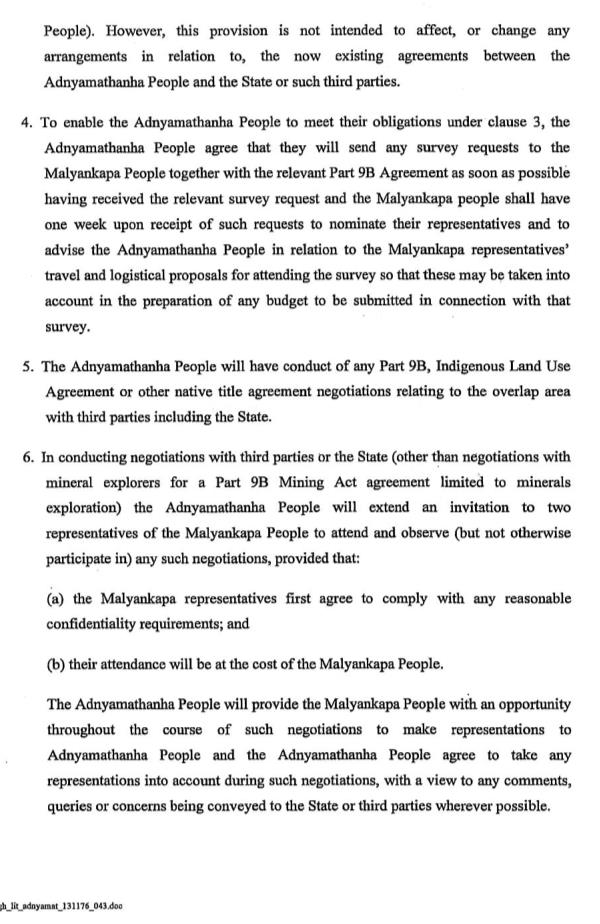 People). However, this provision is not intended to affect, or change any
arrangements in relation to, the now existing agreements between the
Adnyamathanha People and the State or such third parties.
4. To enable the Adnyamathanha People to meet their obligations under clause 3, the
Adnyamathanha People agree that they will send any survey requests to the
Malyankapa People together with the relevant Part 9B Agreement as soon as possible
having received the relevant survey request and the Malyankapa people shall have
one week upon receipt of such requests to nominate their representatives and to
advise the Adnyamathanha People in relation to the Malyankapa representatives'
travel and logistical proposals for attending the survey so that these may be taken into
account in the preparation of any budget to be submitted in connection with that
survey.
5. The Adnyamathanha People will have conduct of any Part 9B, Indigenous Land Use
Agreement or other native title agreement negotiations relating to the overlap area
with third parties including the State.
6. In conducting negotiations with third parties or the State (other than negotiations with
mineral explorers for a Part 9B Mining Act agreement limited to minerals
exploration) the Adnyamathanha People will extend an invitation to two
representatives of the Malyankapa People to attend and observe (but not otherwise
participate in) any such negotiations, provided that:
(a) the Malyankapa representatives first agree to comply with any reasonable
confidentiality requirements; and
(b) their attendance will be at the cost of the Malyankapa People.
The Adnyamathanha People will provide the Malyankapa People with an opportunity
throughout the course of such negotiations to make representations to
Adnyamathanha People and the Adnyamathanha People agree to take any
representations into account during such negotiations, with a view to any comments,
queries or concerns being conveyed to the State or third parties wherever possible.
gh_lit_adnyamat_131176_043.doc